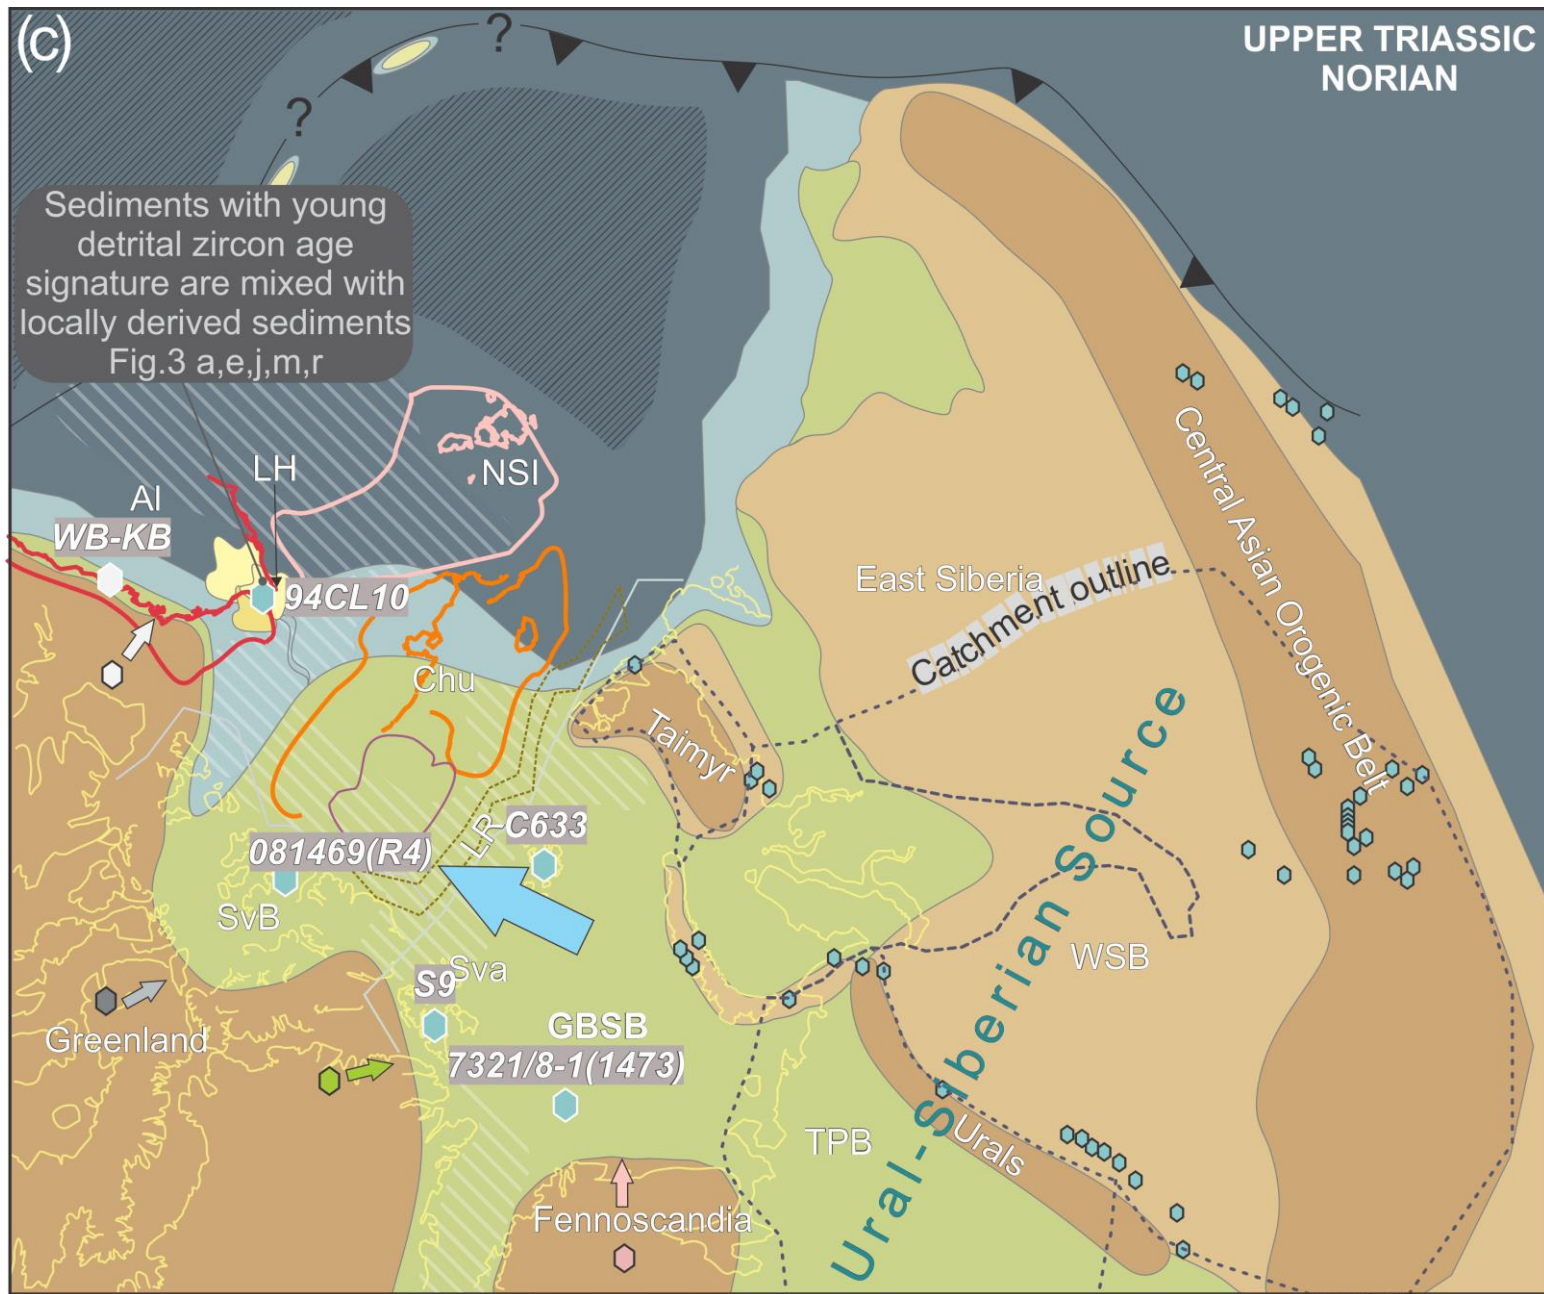 (c)
UPPER TRIASSIC
NORIAN
?
?
Sediments with young
detrital zircon age
signature are mixed with
locally derived sediments
Fig.3 a,e,j,m,r
LH
NSI
AI
WB-KB
94CL10
East Siberia
Catchment outline
Central Asian Orogenic Belt
Chu
Taimyr
LR
C633
081469(R4)
SvB
Sva
S9
WSB
Ural-Siberian Source
Greenland
GBSB
7321/8-1(1473)
TPB
Urals
Fennoscandia